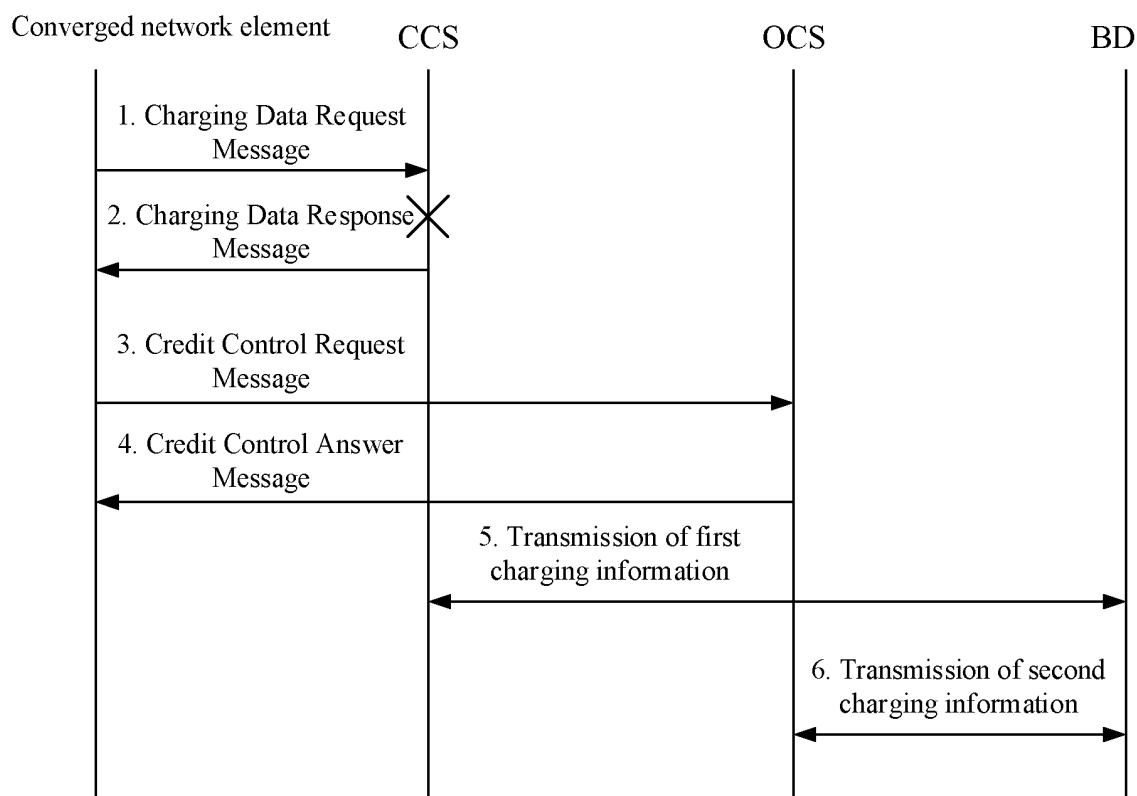 Converged network element
CCS
OCS
BD
1. Charging Data Request
Message
2. Charging Data Response
Message
3. Credit Control Request
Message
4. Credit Control Answer
Message
5. Transmission of first
charging information
6. Transmission of second
charging information